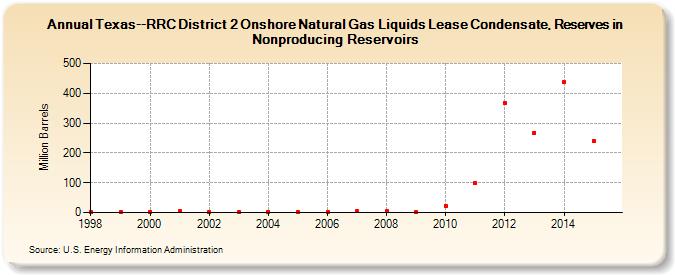 Annual Texas--RRC District 2 Onshore Natural Gas Liquids Lease Condensate, Reserves in
Nonproducing Reservoirs
Million Barrels
500
400
300
200
100
0
1998 2000 2002 2004 2006 2008 2010 2012 2014
Source: U.S. Energy Information Administration